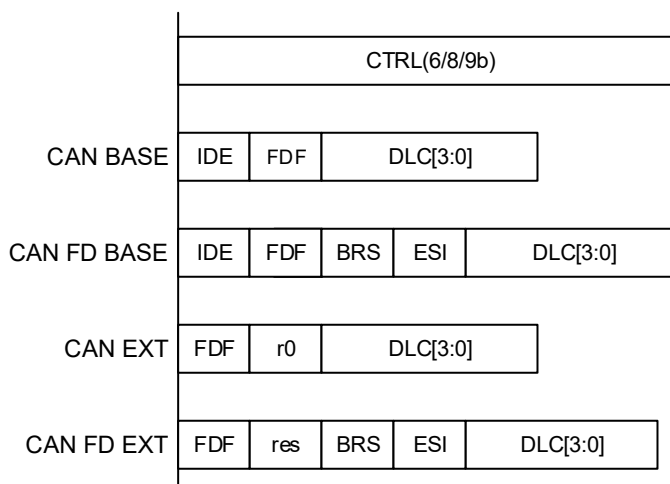 CTRL(6/8/9b)
CAN BASE IDE FDF DLC[3:0]
CAN FD BASE IDE FDF BRS ESI DLC[3:0]
CAN EXT FDF r0 DLC[3:0]
CAN FD EXT FDF res BRS ESI DLC[3:0]